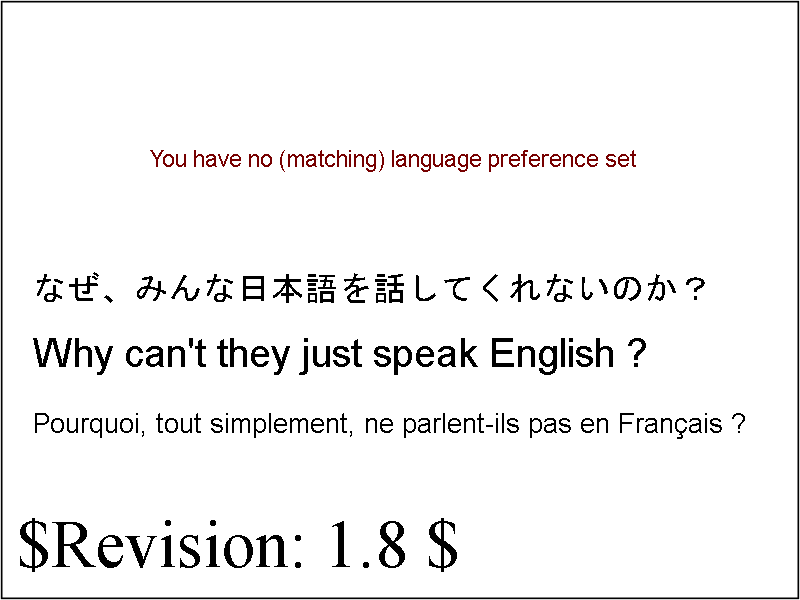 You have no (matching) language preference set
なぜ、みんな日本語を話してくれないのか？
Why can't they just speak English ?
Pourquoi, tout simplement, ne parlent-ils pas en Français ?
$Revision: 1.8 $